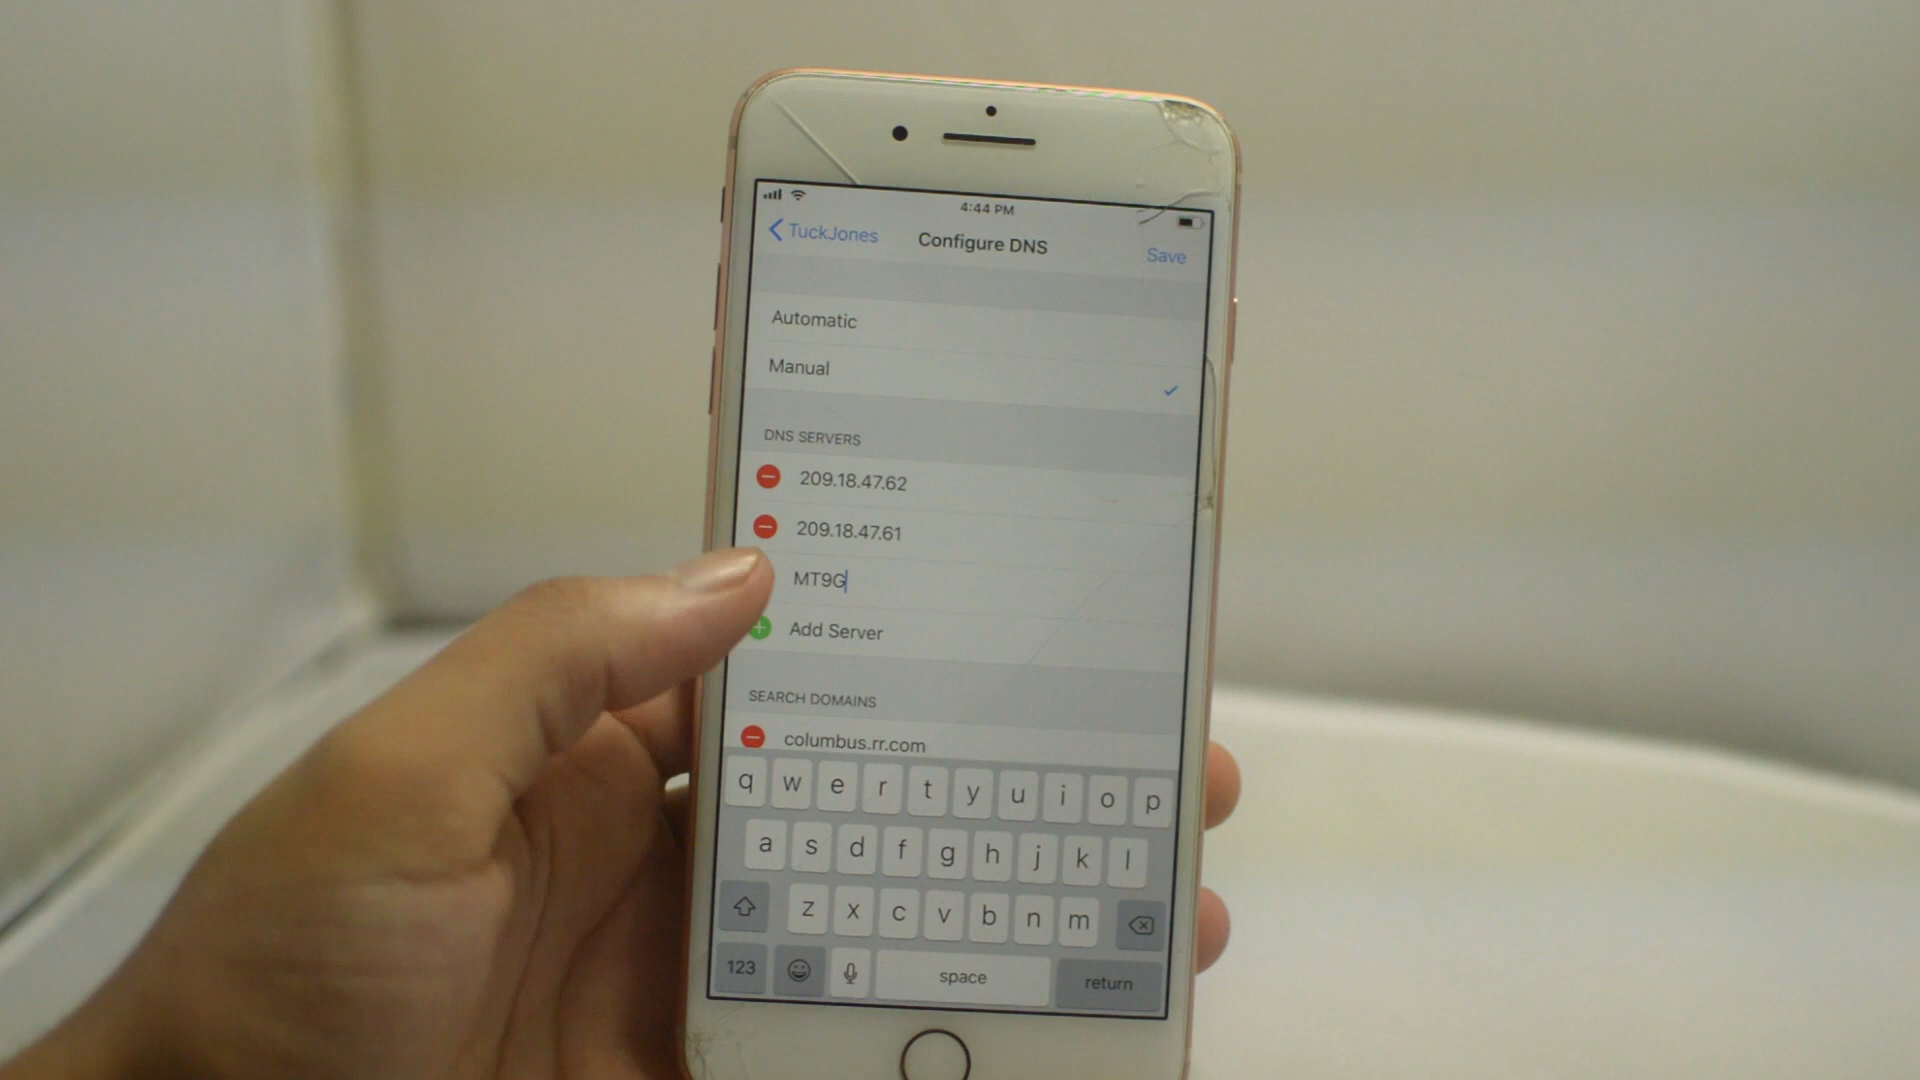 4:44 PM
TuckJones
Configure DNS
Save
Automatic
Manual
DNS SERVERS
209.18.47.62
209.18.47.61
MT9G
Add Server
SEARCH DOMAINS
columbus.rr.com
q w e r t y u i o p
a s d f g h j k l
z x c v b n m
123
space
return